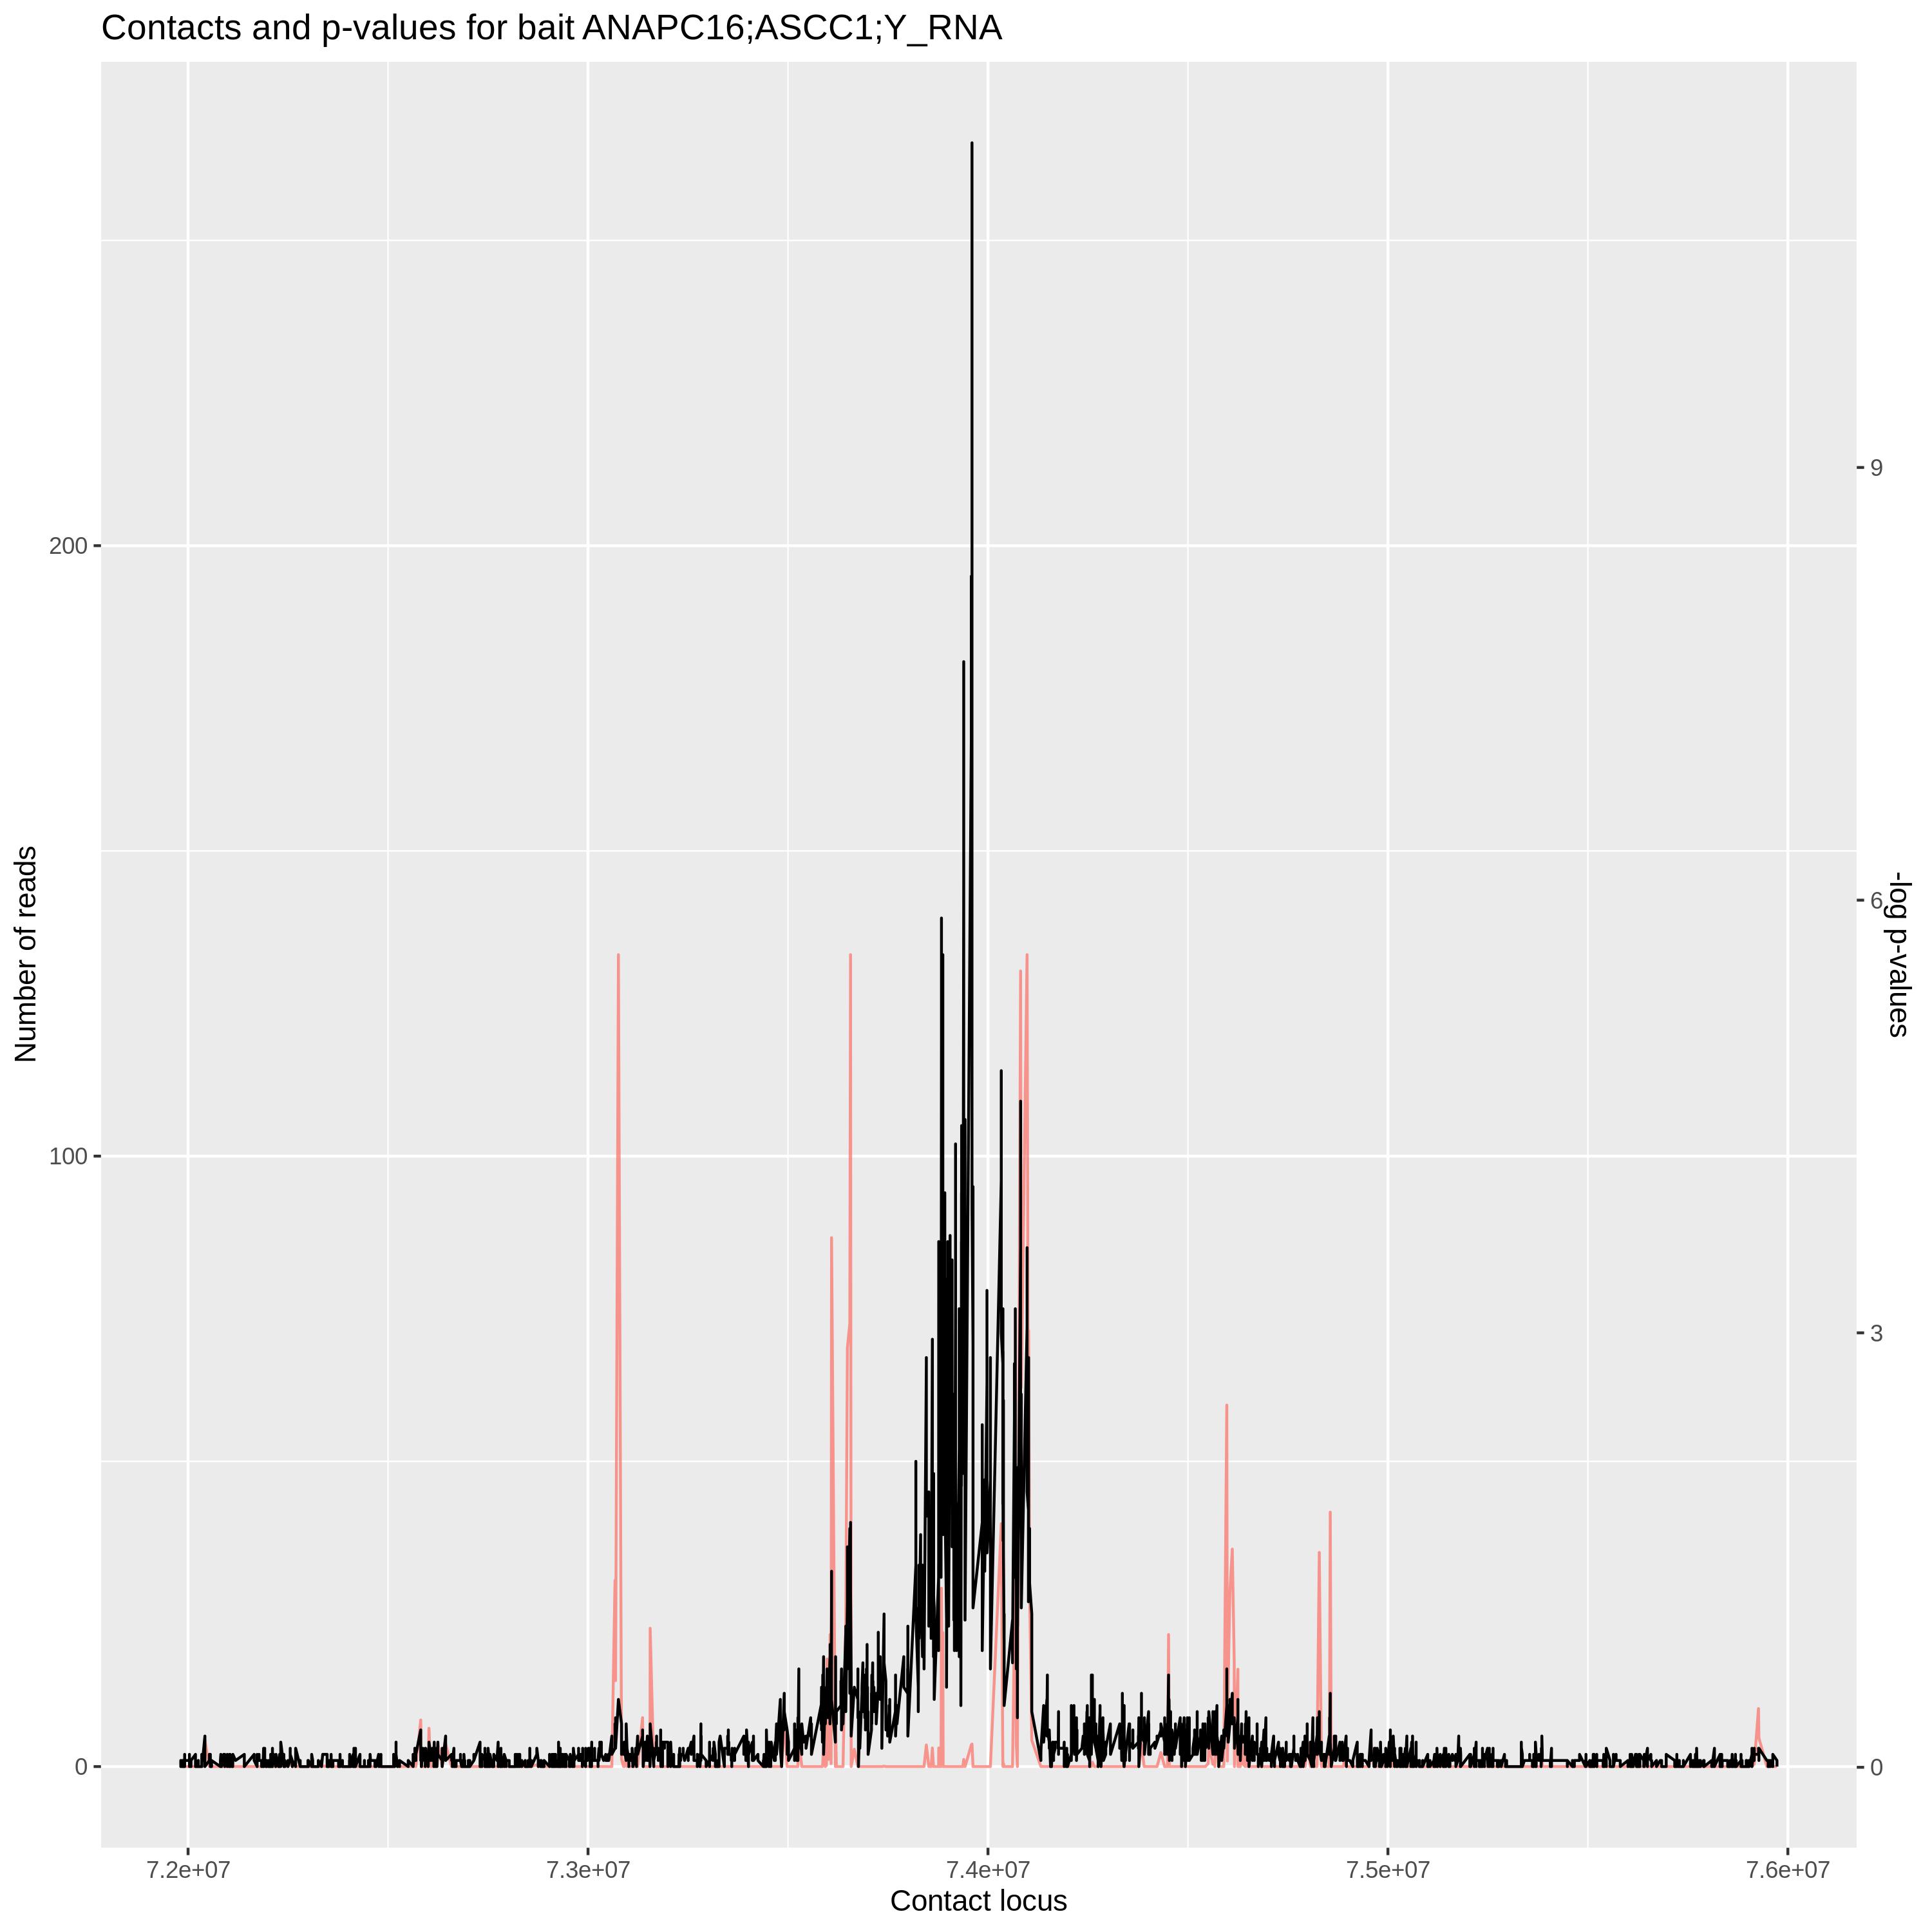 Contacts and p-values for bait ANAPC16;ASCC1;Y_RNA
Number of reads
200
100
0
9
6
3
0
-log p-values
7.2e+07 7.3e+07 7.4e+07 7.5e+07 7.6e+07
Contact locus